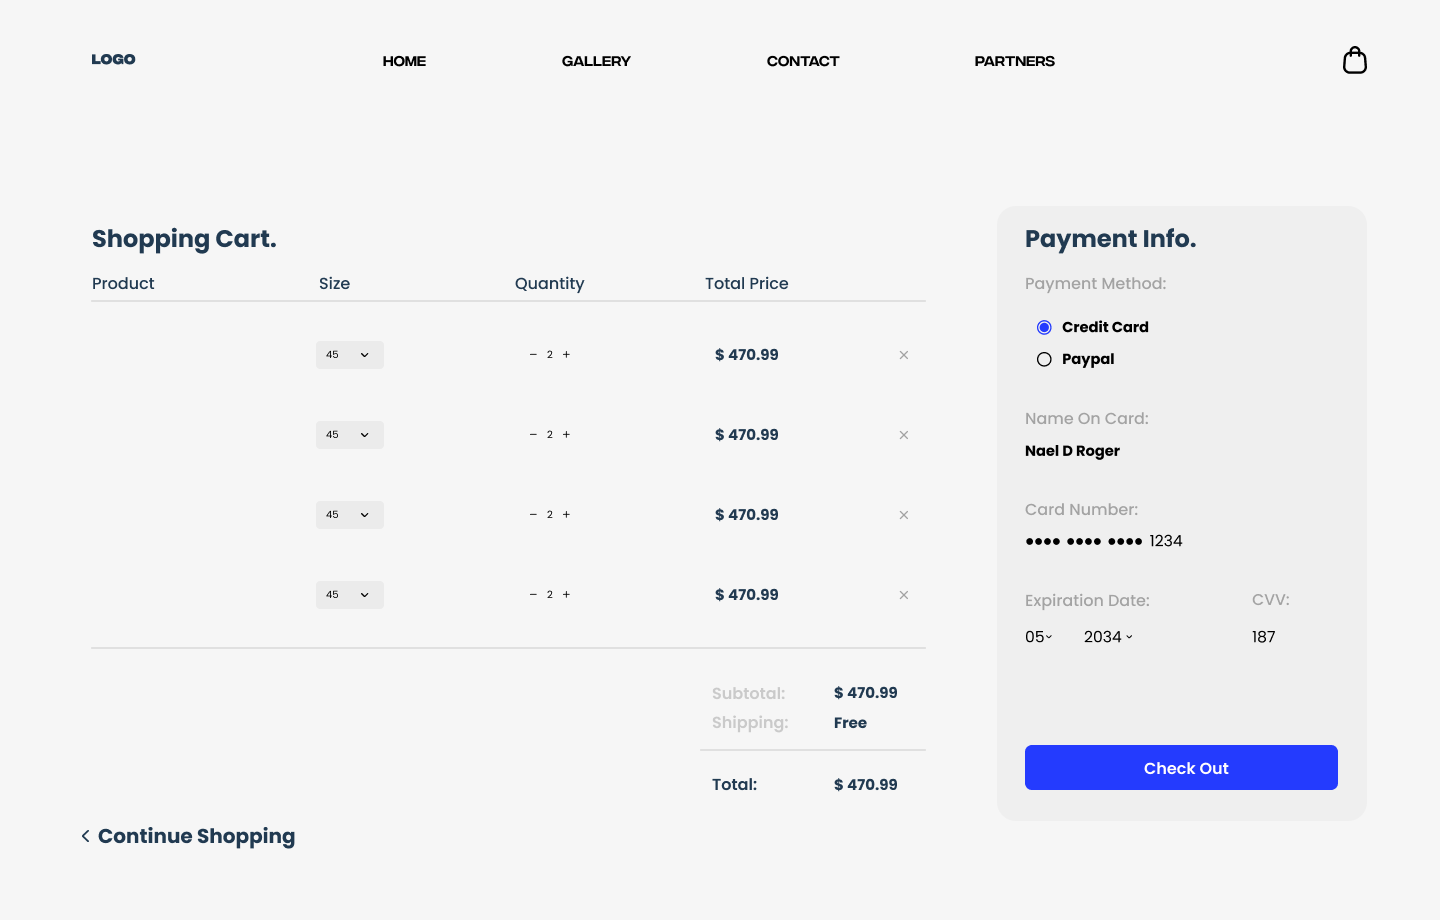 LOGO
HOME
GALLERY
CONTACT
PARTNERS
Shopping Cart.
Product
Size
Quantity
Total Price
45
− 2 +
$ 470.99
×
45
− 2 +
$ 470.99
×
45
− 2 +
$ 470.99
×
45
− 2 +
$ 470.99
×
Subtotal:
$ 470.99
Shipping:
Free
Total:
$ 470.99
Continue Shopping
Payment Info.
Payment Method:
Credit Card
Paypal
Name On Card:
Nael D Roger
Card Number:
●●●● ●●●● ●●●● 1234
Expiration Date:
CVV:
05
2034
187
Check Out